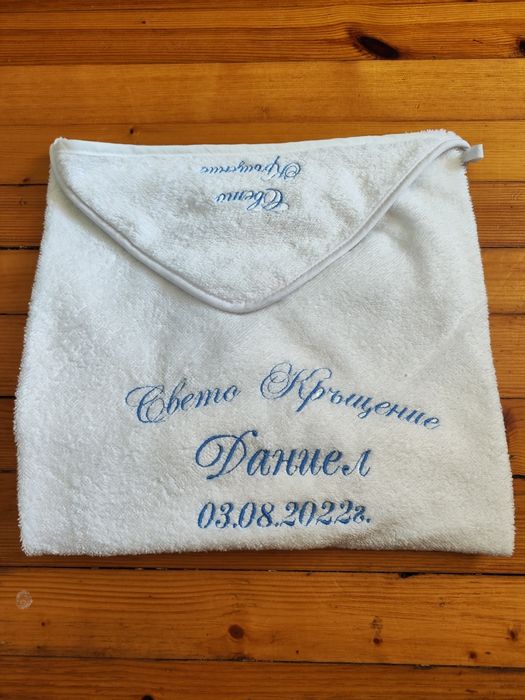 Свето
Кръщение
Свето Кръщение
Даниел
03.08.2022г.